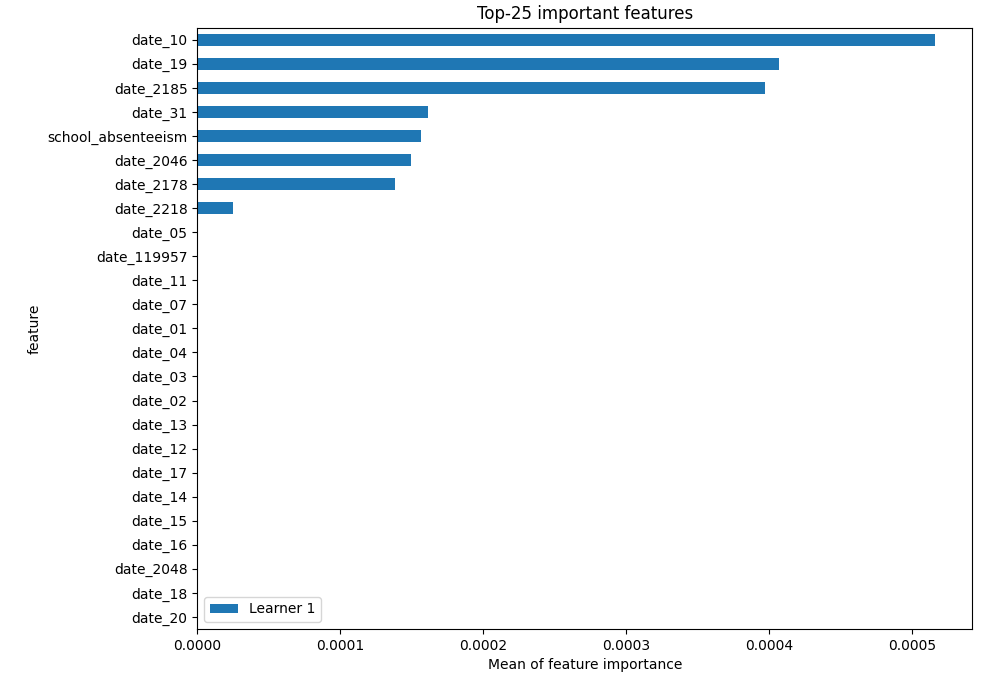 Top-25 important features
date_10
date_19
date_2185
date_31
school_absenteeism
date_2046
date_2178
date_2218
date_05
date_119957
date_11
date_07
date_01
date_04
date_03
date_02
date_13
date_12
date_17
date_14
date_15
date_16
date_2048
date_18
date_20
feature
Learner 1
0.0000 0.0001 0.0002 0.0003 0.0004 0.0005
Mean of feature importance